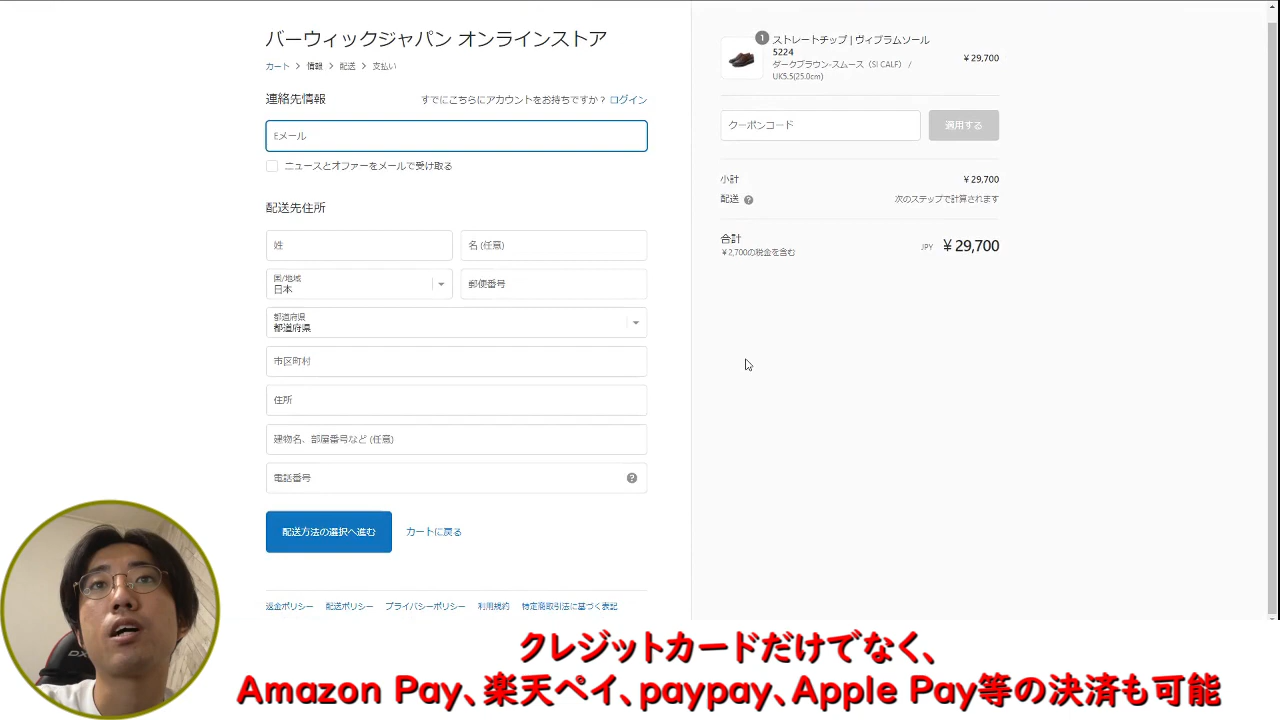 バーウィックジャパン オンラインストア
カート > 情報 > 配送 > 支払い
連絡先情報
すでにこちらにアカウントをお持ちですか？ ログイン
Eメール
ニュースとオファーをメールで受け取る
配送先住所
姓
名 (任意)
国/地域
日本
郵便番号
都道府県
都道府県
市区町村
住所
建物名、部屋番号など (任意)
電話番号
配送方法の選択へ進む
カートに戻る
返金ポリシー 配送ポリシー プライバシーポリシー 利用規約 特定商取引法に基づく表記
1
ストレートチップ | ヴィブラムソール
5224
ダークブラウン-スムース（SI CALF） /
UK5.5(25.0cm)
¥29,700
クーポンコード
適用する
小計 ¥29,700
配送 次のステップで計算されます
合計
¥2,700の税金を含む
JPY ¥29,700
クレジットカードだけでなく、
Amazon Pay、楽天ペイ、paypay、Apple Pay等の決済も可能